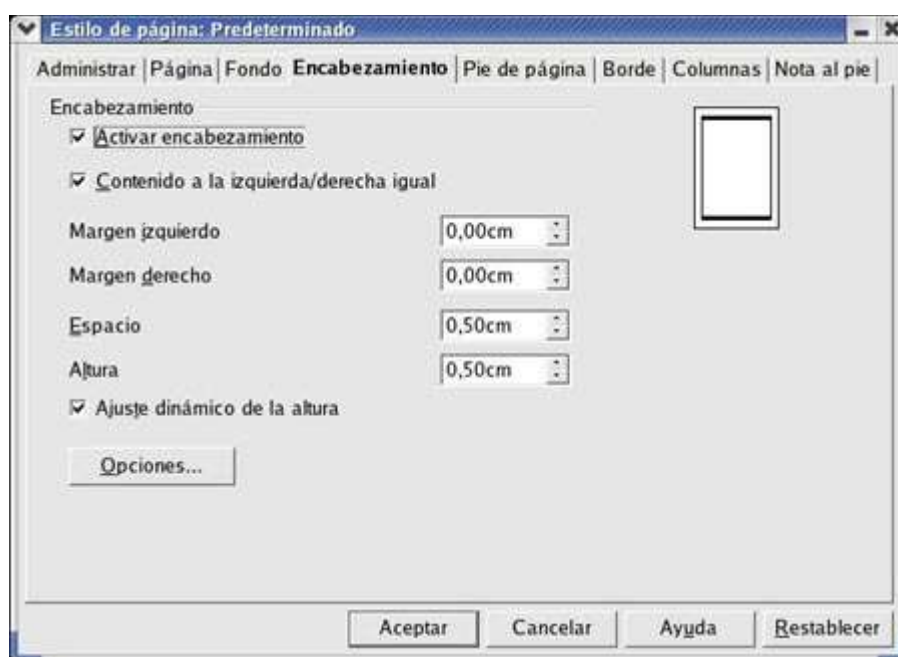 Estilo de página: Predeterminado
Administrar Página Fondo Encabezamiento Pie de página Borde Columnas Nota al pie
Encabezamiento
Activar encabezamiento
Contenido a la izquierda/derecha igual
Margen izquierdo 0,00cm
Margen derecho 0,00cm
Espacio 0,50cm
Altura 0,50cm
Ajuste dinámico de la altura
Opciones...
Aceptar Cancelar Ayuda Restablecer